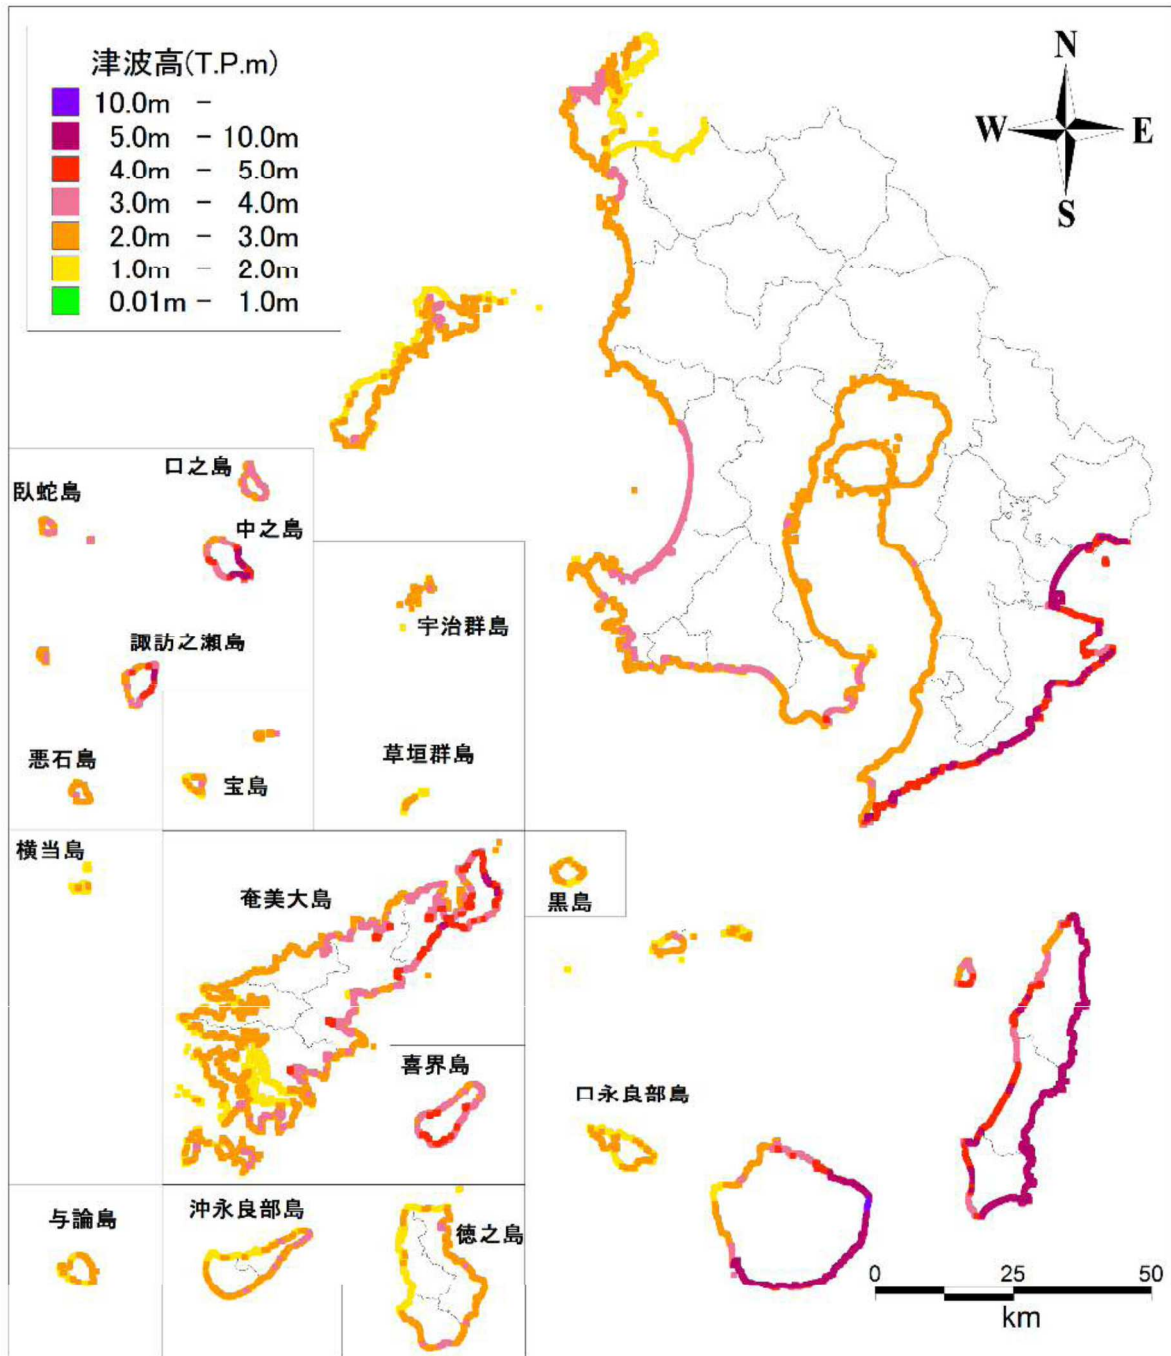 津波高(T.P.m)
10.0m -
5.0m - 10.0m
4.0m - 5.0m
3.0m - 4.0m
2.0m - 3.0m
1.0m - 2.0m
0.01m - 1.0m
N
W E
S
口之島
臥蛇島
中之島
宇治群島
諏訪之瀬島
悪石島
宝島
草垣群島
横当島
奄美大島
黒島
喜界島
口永良部島
与論島
沖永良部島
徳之島
0 25 50
km